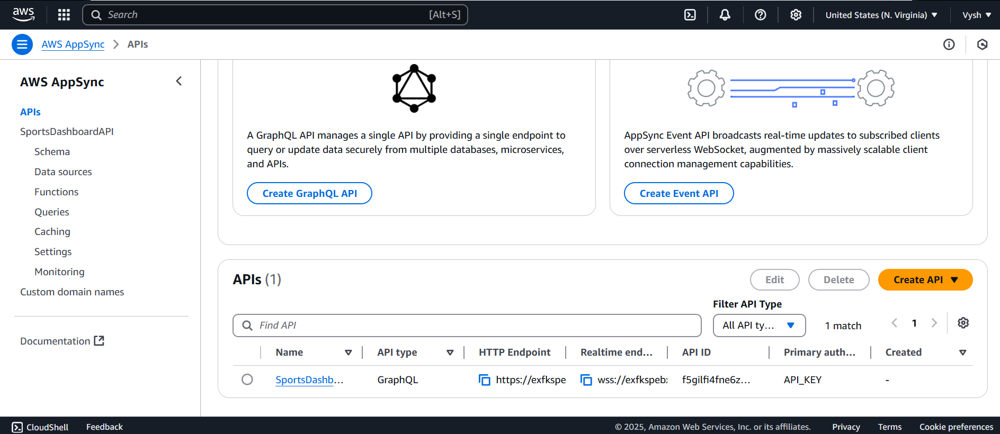 aws
Search [Alt+S]
United States (N. Virginia)
Vysh
AWS AppSync > APIs
AWS AppSync
APIs
SportsDashboardAPI
Schema
Data sources
Functions
Queries
Caching
Settings
Monitoring
Custom domain names
Documentation
A GraphQL API manages a single API by providing a single endpoint to
query or update data securely from multiple databases, microservices,
and APIs.
Create GraphQL API
AppSync Event API broadcasts real-time updates to subscribed clients
over serverless WebSocket, augmented by massively scalable client
connection management capabilities.
Create Event API
APIs (1)
Edit
Delete
Create API
Filter API Type
Find API
All API ty...
1 match
1
Name API type HTTP Endpoint Realtime end... API ID Primary auth... Created
SportsDashb... GraphQL https://exfkspe wss://exfkspeb f5gilfi4fne6z... API_KEY -
CloudShell Feedback © 2025, Amazon Web Services, Inc. or its affiliates. Privacy Terms Cookie preferences